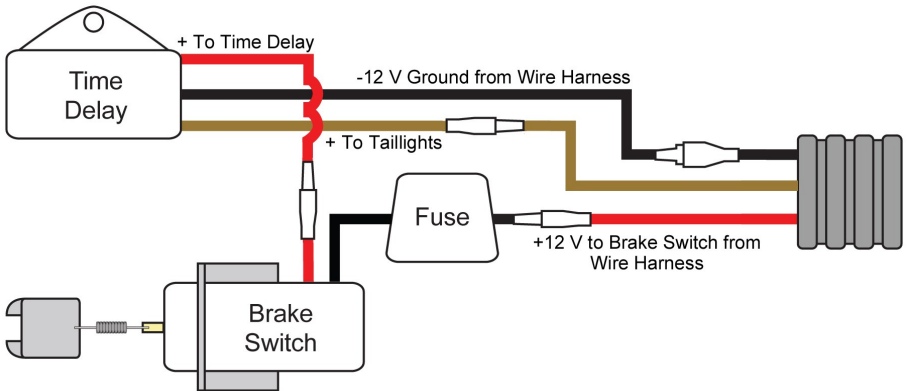 + To Time Delay
Time
Delay
-12 V Ground from Wire Harness
+ To Taillights
Fuse
+12 V to Brake Switch from
Wire Harness
Brake
Switch